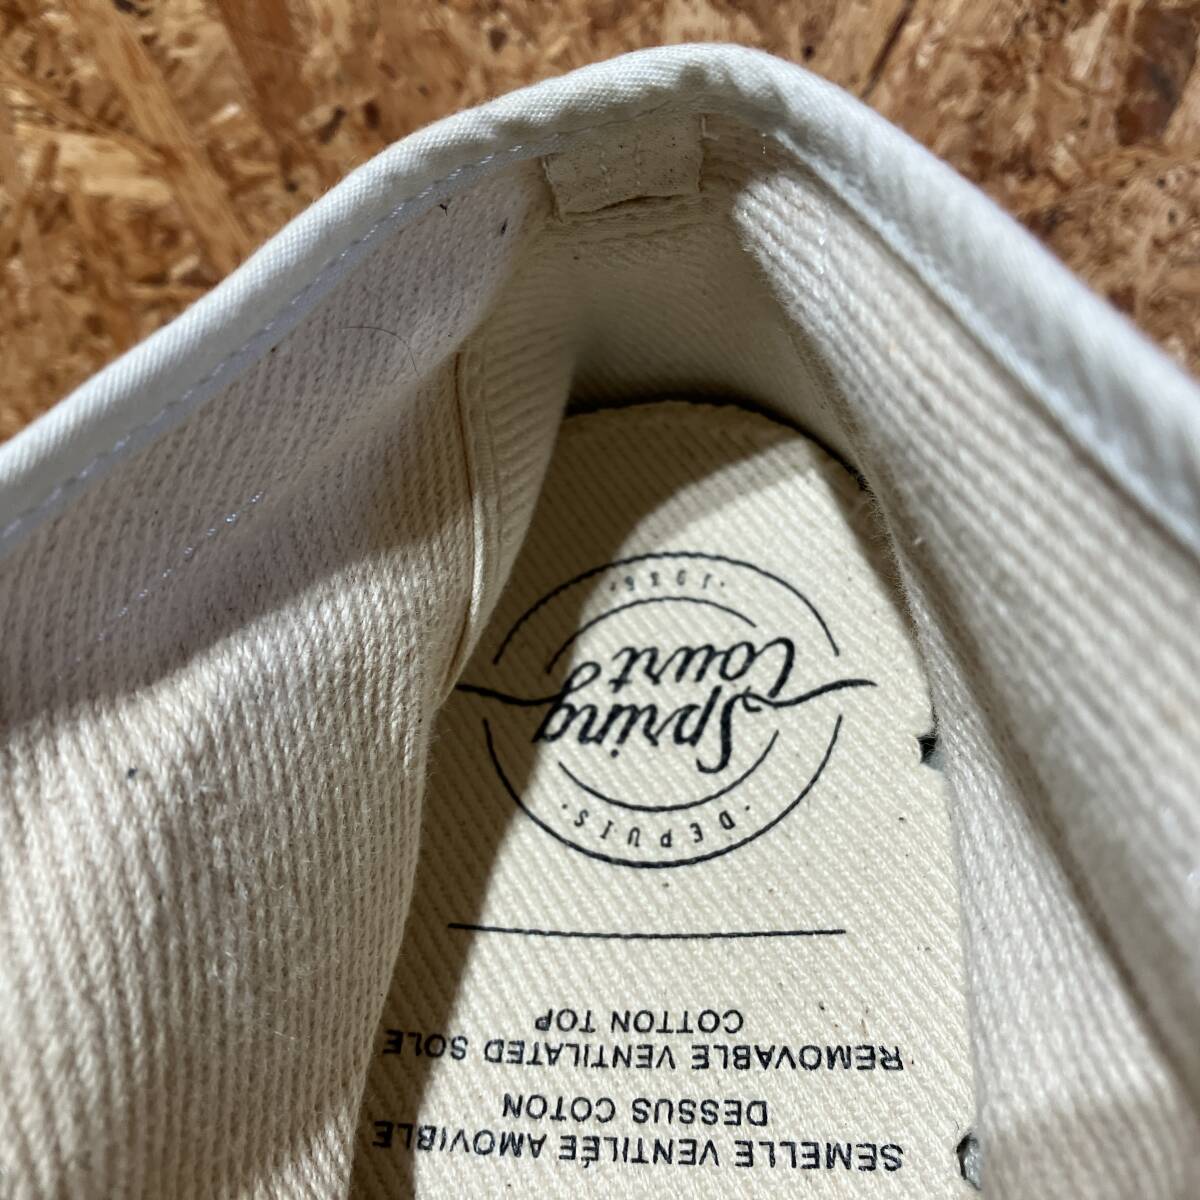 SEMELLE VENTILÉE AMOVIBLE
DESSUS COTON
REMOVABLE VENTILATED SOLE
COTTON TOP
·DEPUIS·
Spring
Court
·1936·